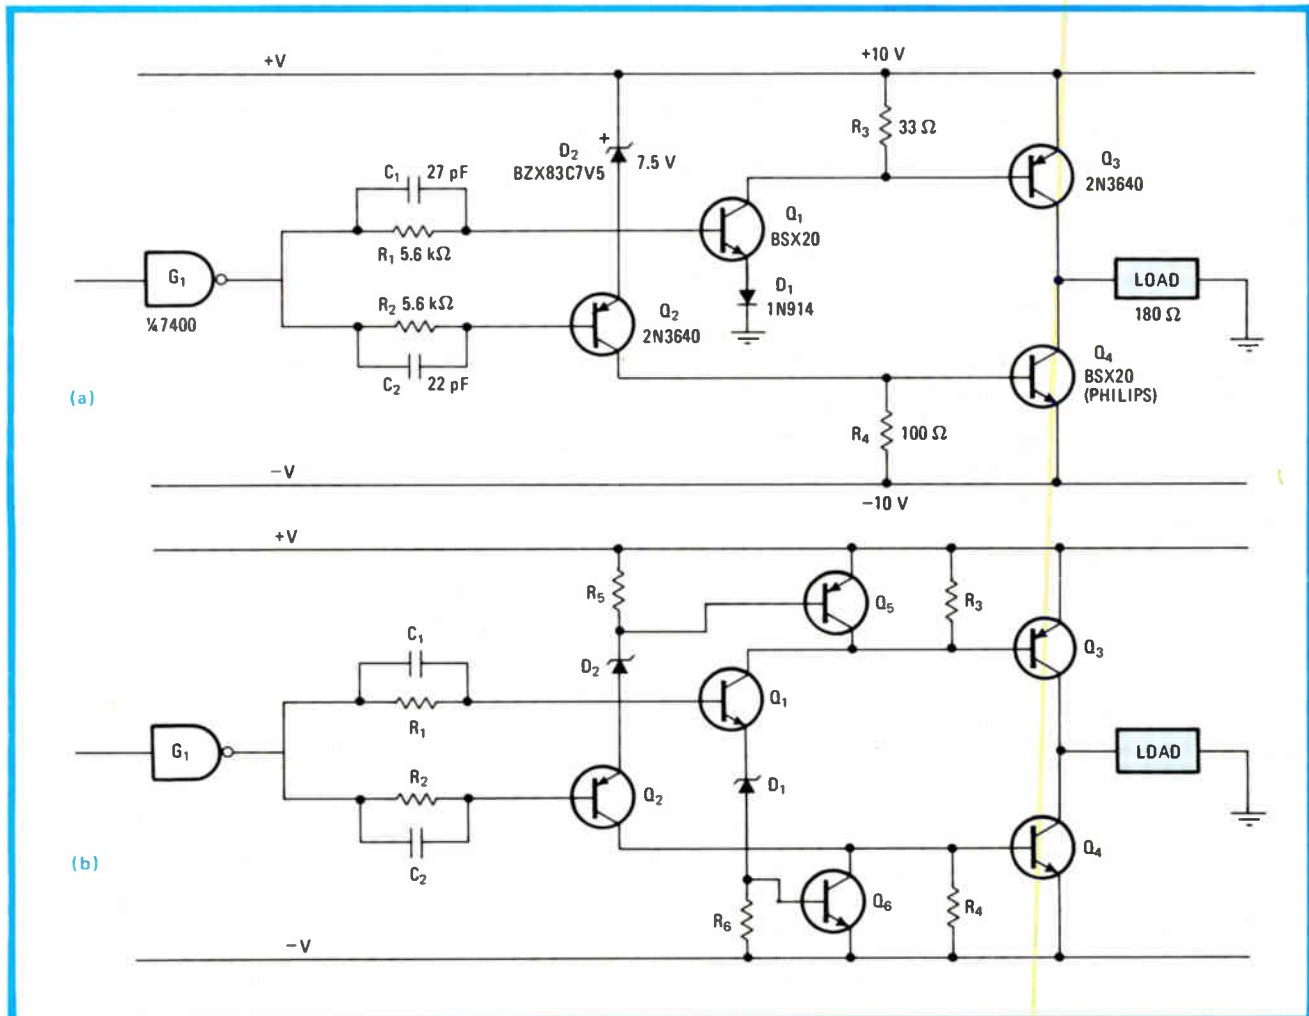 +V
+10 V
R3 33 Ω
D2
BZX83C7V5
+
7.5 V
Q3
2N3640
C1 27 pF
R1 5.6 kΩ
Q1
BSX20
G1
¼7400
D1
1N914
LOAD
180 Ω
R2 5.6 kΩ
Q2
2N3640
C2 22 pF
Q4
BSX20
(PHILIPS)
(a)
R4 100 Ω
−V
−10 V
+V
R5
Q5
R3
C1
D2
Q3
R1
Q1
G1
LOAD
R2
D1
Q2
C2
Q4
(b)
R6
Q6
R4
−V